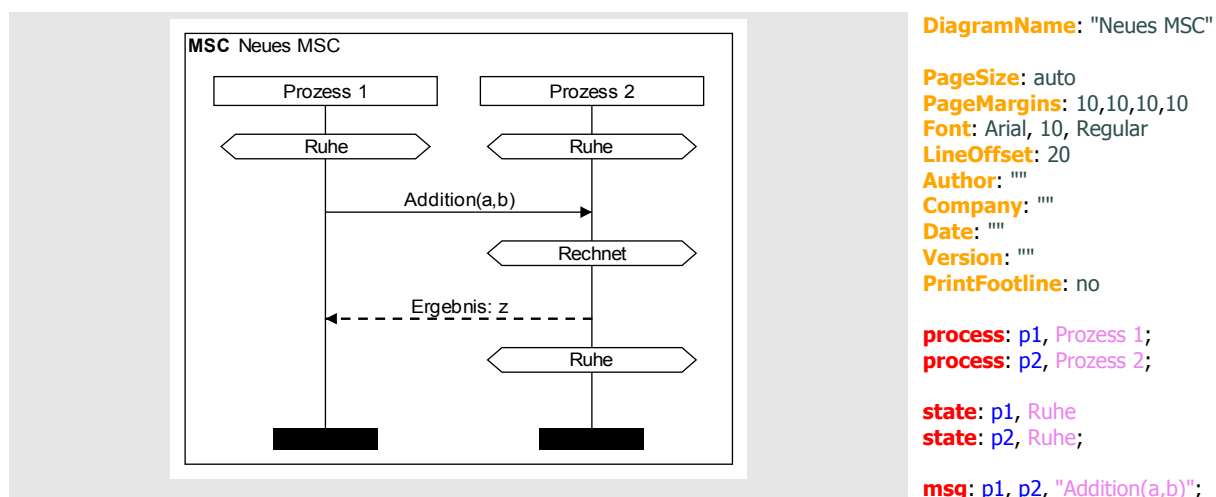 MSC Neues MSC
Prozess 1
Prozess 2
Ruhe
Ruhe
Addition(a,b)
Rechnet
Ergebnis: z
Ruhe
DiagramName: "Neues MSC"
PageSize: auto
PageMargins: 10,10,10,10
Font: Arial, 10, Regular
LineOffset: 20
Author: ""
Company: ""
Date: ""
Version: ""
PrintFootline: no
process: p1, Prozess 1;
process: p2, Prozess 2;
state: p1, Ruhe
state: p2, Ruhe;
msg: p1, p2, "Addition(a,b)";